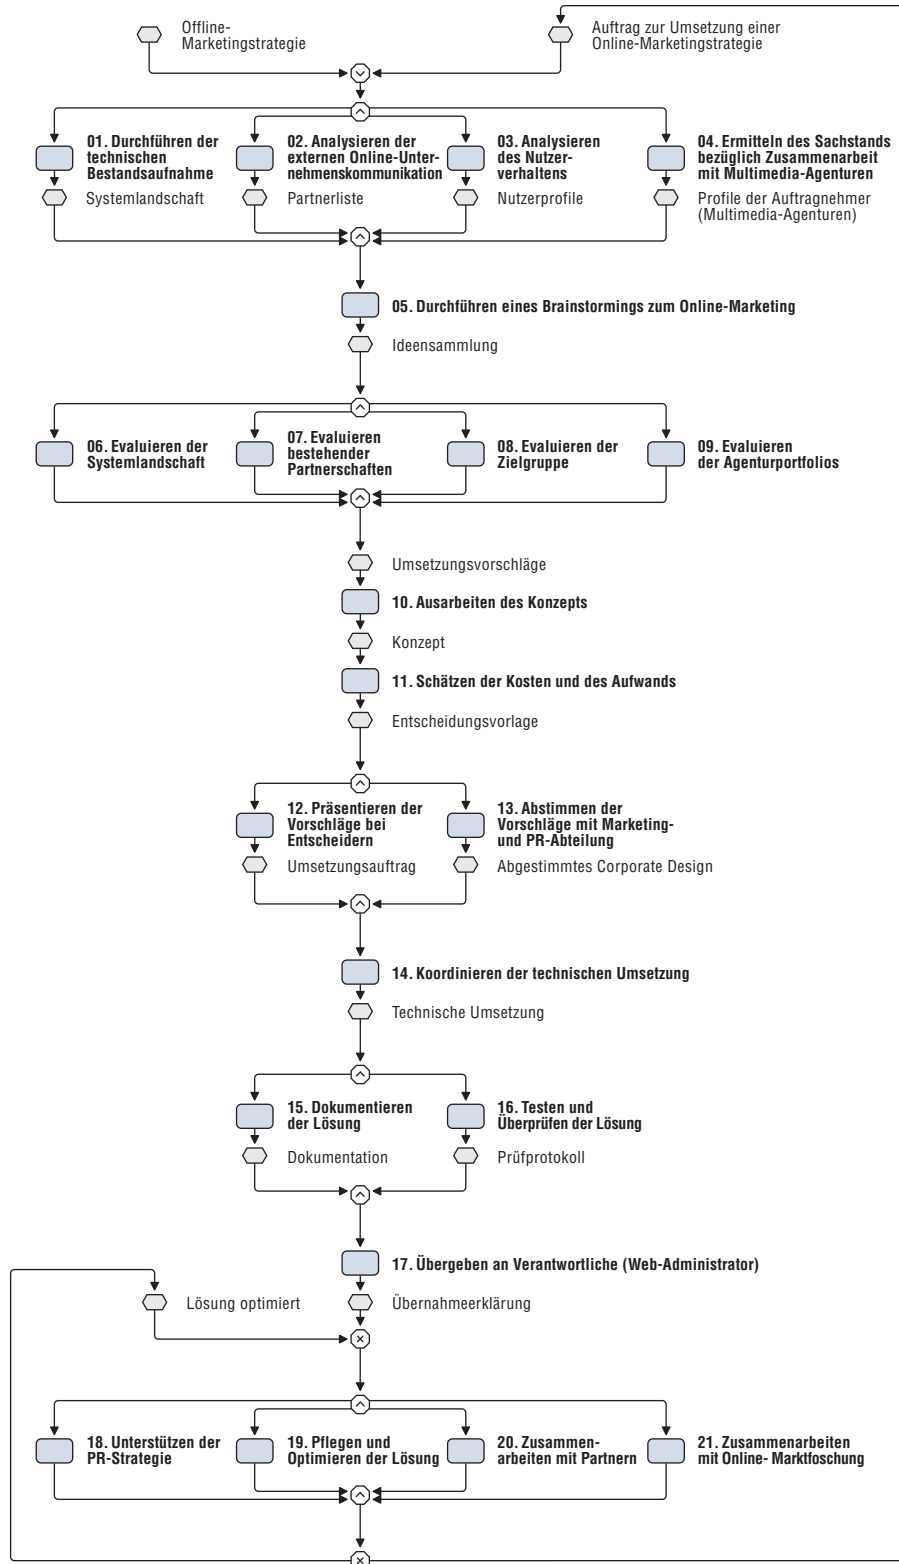 Offline-
Marketingstrategie
Auftrag zur Umsetzung einer
Online-Marketingstrategie
01. Durchführen der
technischen
Bestandsaufnahme
02. Analysieren der
externen Online-Unter-
nehmenskommunikation
03. Analysieren
des Nutzer-
verhaltens
04. Ermitteln des Sachstands
bezüglich Zusammenarbeit
mit Multimedia-Agenturen
Systemlandschaft
Partnerliste
Nutzerprofile
Profile der Auftragnehmer
(Multimedia-Agenturen)
05. Durchführen eines Brainstormings zum Online-Marketing
Ideensammlung
06. Evaluieren der
Systemlandschaft
07. Evaluieren
bestehender
Partnerschaften
08. Evaluieren der
Zielgruppe
09. Evaluieren
der Agenturportfolios
Umsetzungsvorschläge
10. Ausarbeiten des Konzepts
Konzept
11. Schätzen der Kosten und des Aufwands
Entscheidungsvorlage
12. Präsentieren der
Vorschläge bei
Entscheidern
13. Abstimmen der
Vorschläge mit Marketing-
und PR-Abteilung
Umsetzungsauftrag
Abgestimmtes Corporate Design
14. Koordinieren der technischen Umsetzung
Technische Umsetzung
15. Dokumentieren
der Lösung
16. Testen und
Überprüfen der Lösung
Dokumentation
Prüfprotokoll
17. Übergeben an Verantwortliche (Web-Administrator)
Lösung optimiert
Übernahmeerklärung
18. Unterstützen der
PR-Strategie
19. Pflegen und
Optimieren der Lösung
20. Zusammen-
arbeiten mit Partnern
21. Zusammenarbeiten
mit Online- Marktfoschung